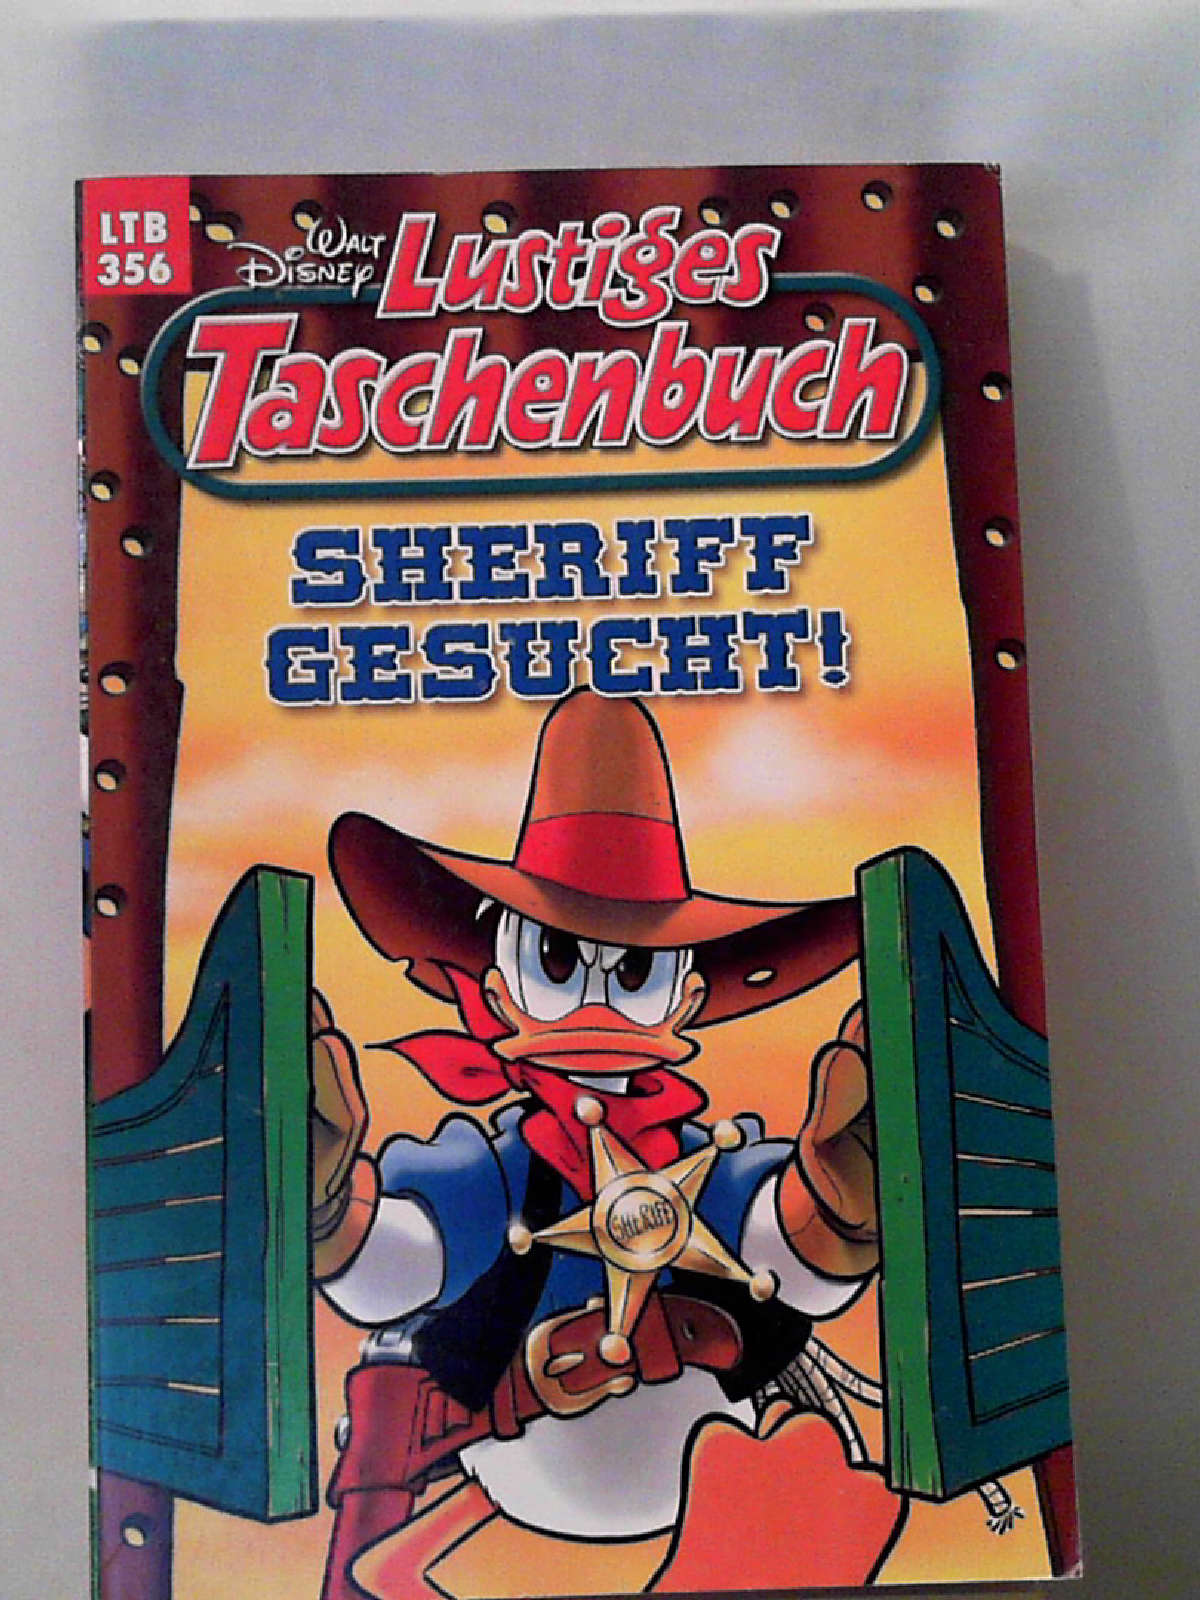 LTB
356
WALT
DISNEY
Lustiges
Taschenbuch
SHERIFF
GESUCHT!
SHERIFF